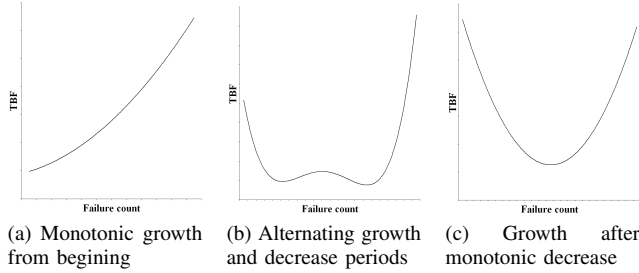 TBF
Failure count
(a) Monotonic growth
from begining
TBF
Failure count
(b) Alternating growth
and decrease periods
TBF
Failure count
(c) Growth after
monotonic decrease